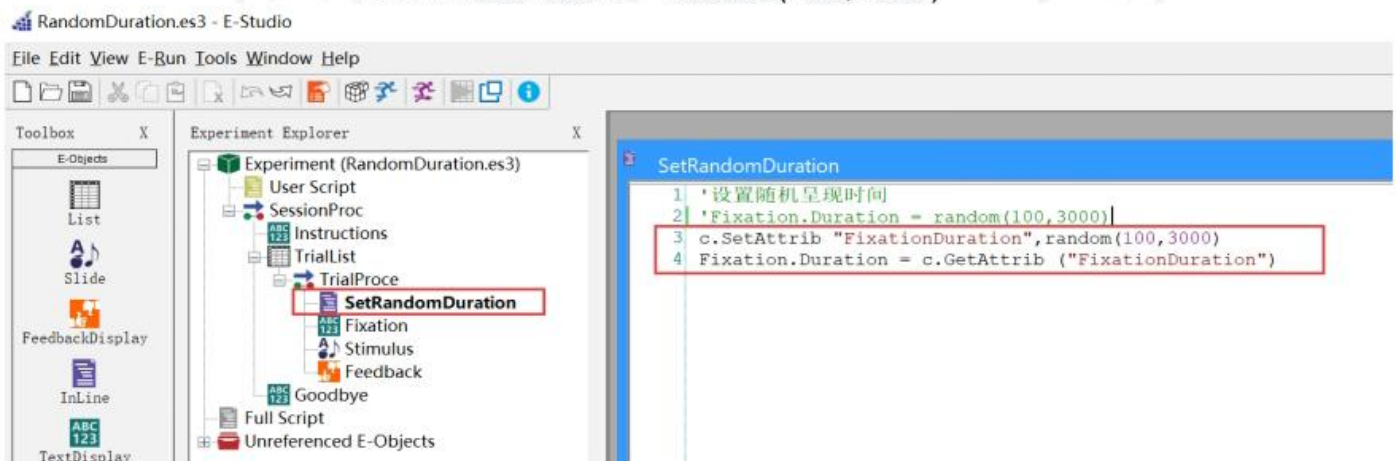 RandomDuration.es3 - E-Studio
File Edit View E-Run Tools Window Help
Toolbox X
E-Objects
List
Slide
FeedbackDisplay
InLine
ABC
123
TextDisplay
Experiment Explorer X
Experiment (RandomDuration.es3)
User Script
SessionProc
Instructions
TrialList
TrialProce
SetRandomDuration
Fixation
Stimulus
Feedback
Goodbye
Full Script
Unreferenced E-Objects
SetRandomDuration
1 '设置随机呈现时间
2 'Fixation.Duration = random(100,3000)
3 c.SetAttrib "FixationDuration",random(100,3000)
4 Fixation.Duration = c.GetAttrib ("FixationDuration")